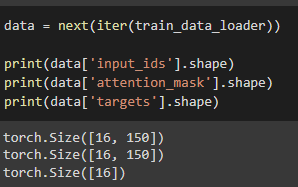 data = next(iter(train_data_loader))
print(data['input_ids'].shape)
print(data['attention_mask'].shape)
print(data['targets'].shape)
torch.Size([16, 150])
torch.Size([16, 150])
torch.Size([16])